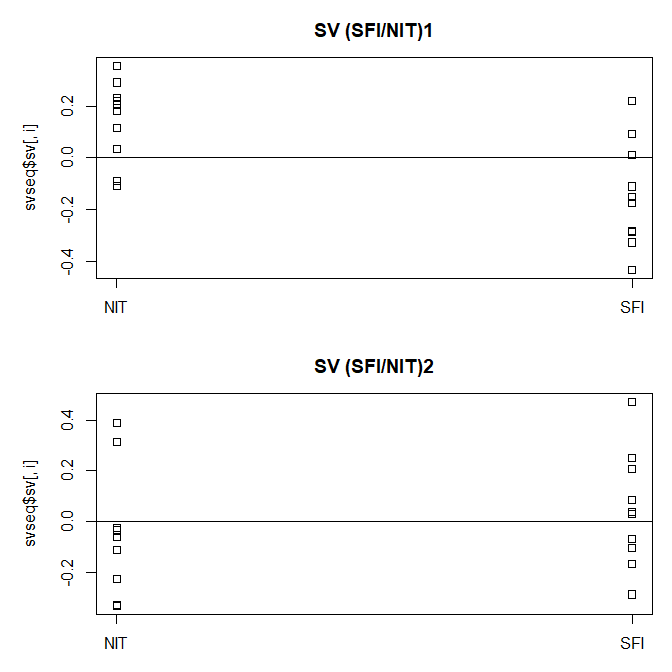 SV (SFI/NIT)1
svseq$sv[, i]
0.2
0.0
-0.2
-0.4
NIT
SFI
SV (SFI/NIT)2
svseq$sv[, i]
0.4
0.2
0.0
-0.2
NIT
SFI